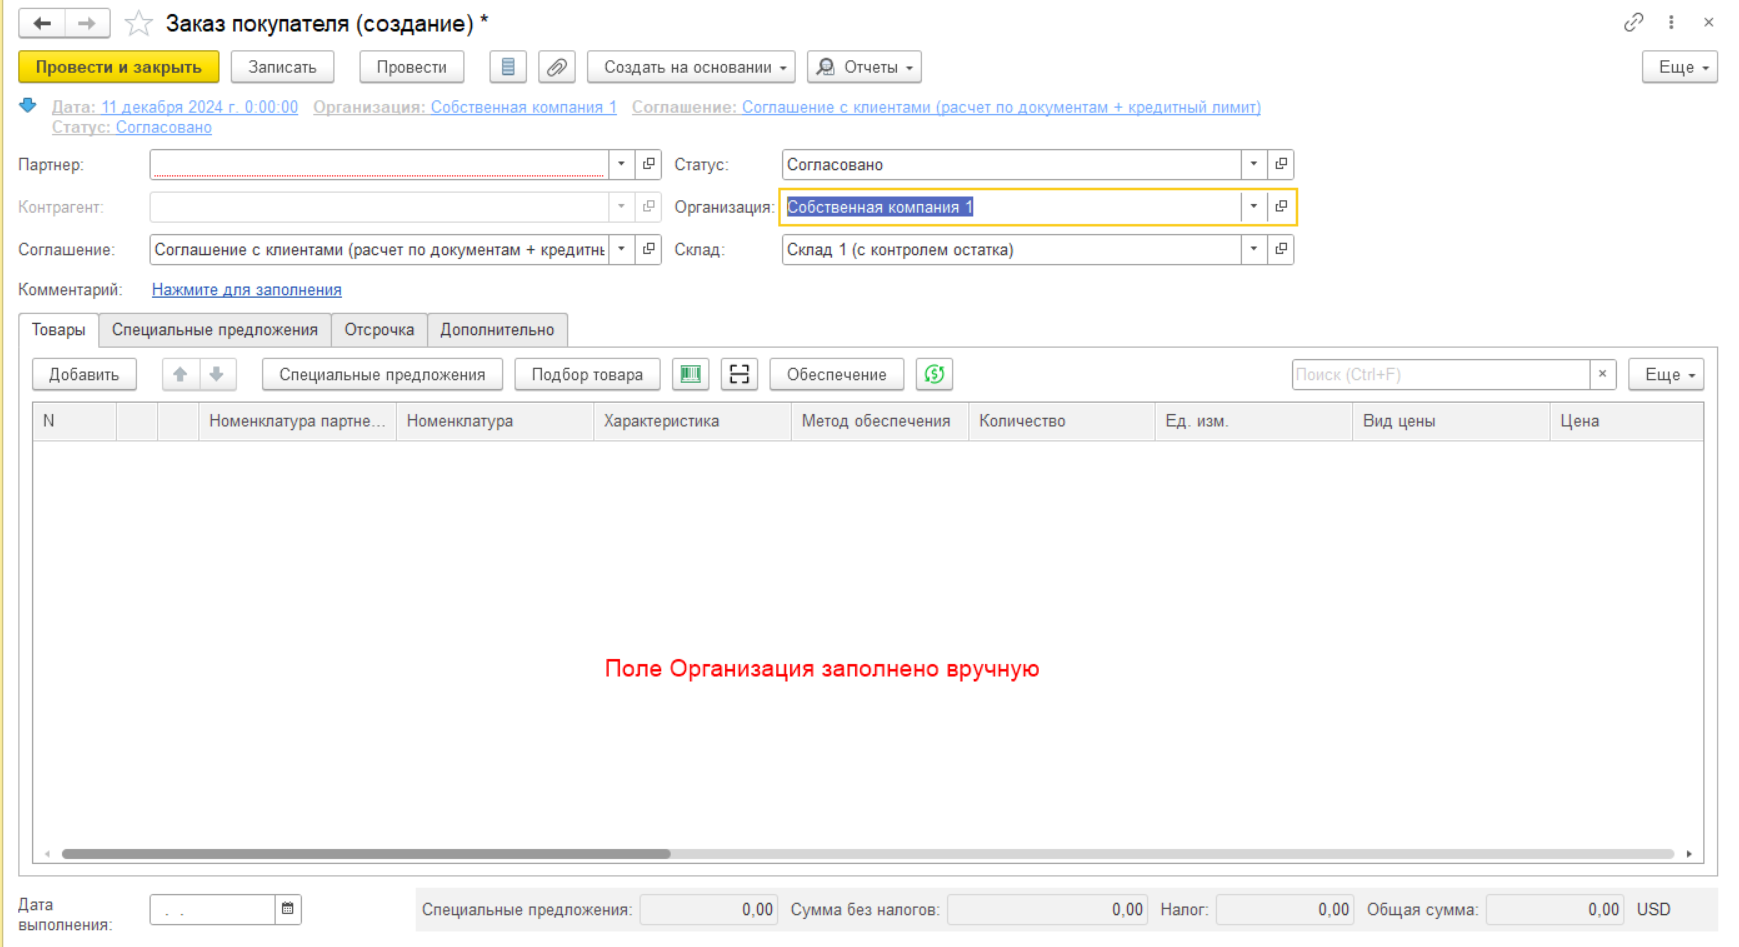 Заказ покупателя (создание) *
Провести и закрыть Записать Провести Создать на основании Отчеты Еще
Дата: 11 декабря 2024 г. 0:00:00 Организация: Собственная компания 1 Соглашение: Соглашение с клиентами (расчет по документам + кредитный лимит)
Статус: Согласовано
Партнер: Статус: Согласовано
Контрагент: Организация: Собственная компания 1
Соглашение: Соглашение с клиентами (расчет по документам + кредитнь Склад: Склад 1 (с контролем остатка)
Комментарий: Нажмите для заполнения
Товары Специальные предложения Отсрочка Дополнительно
Добавить Специальные предложения Подбор товара Обеспечение Поиск (Ctrl+F) × Еще
N Номенклатура партне... Номенклатура Характеристика Метод обеспечения Количество Ед. изм. Вид цены Цена
Поле Организация заполнено вручную
Дата
выполнения: . . Специальные предложения: 0,00 Сумма без налогов: 0,00 Налог: 0,00 Общая сумма: 0,00 USD